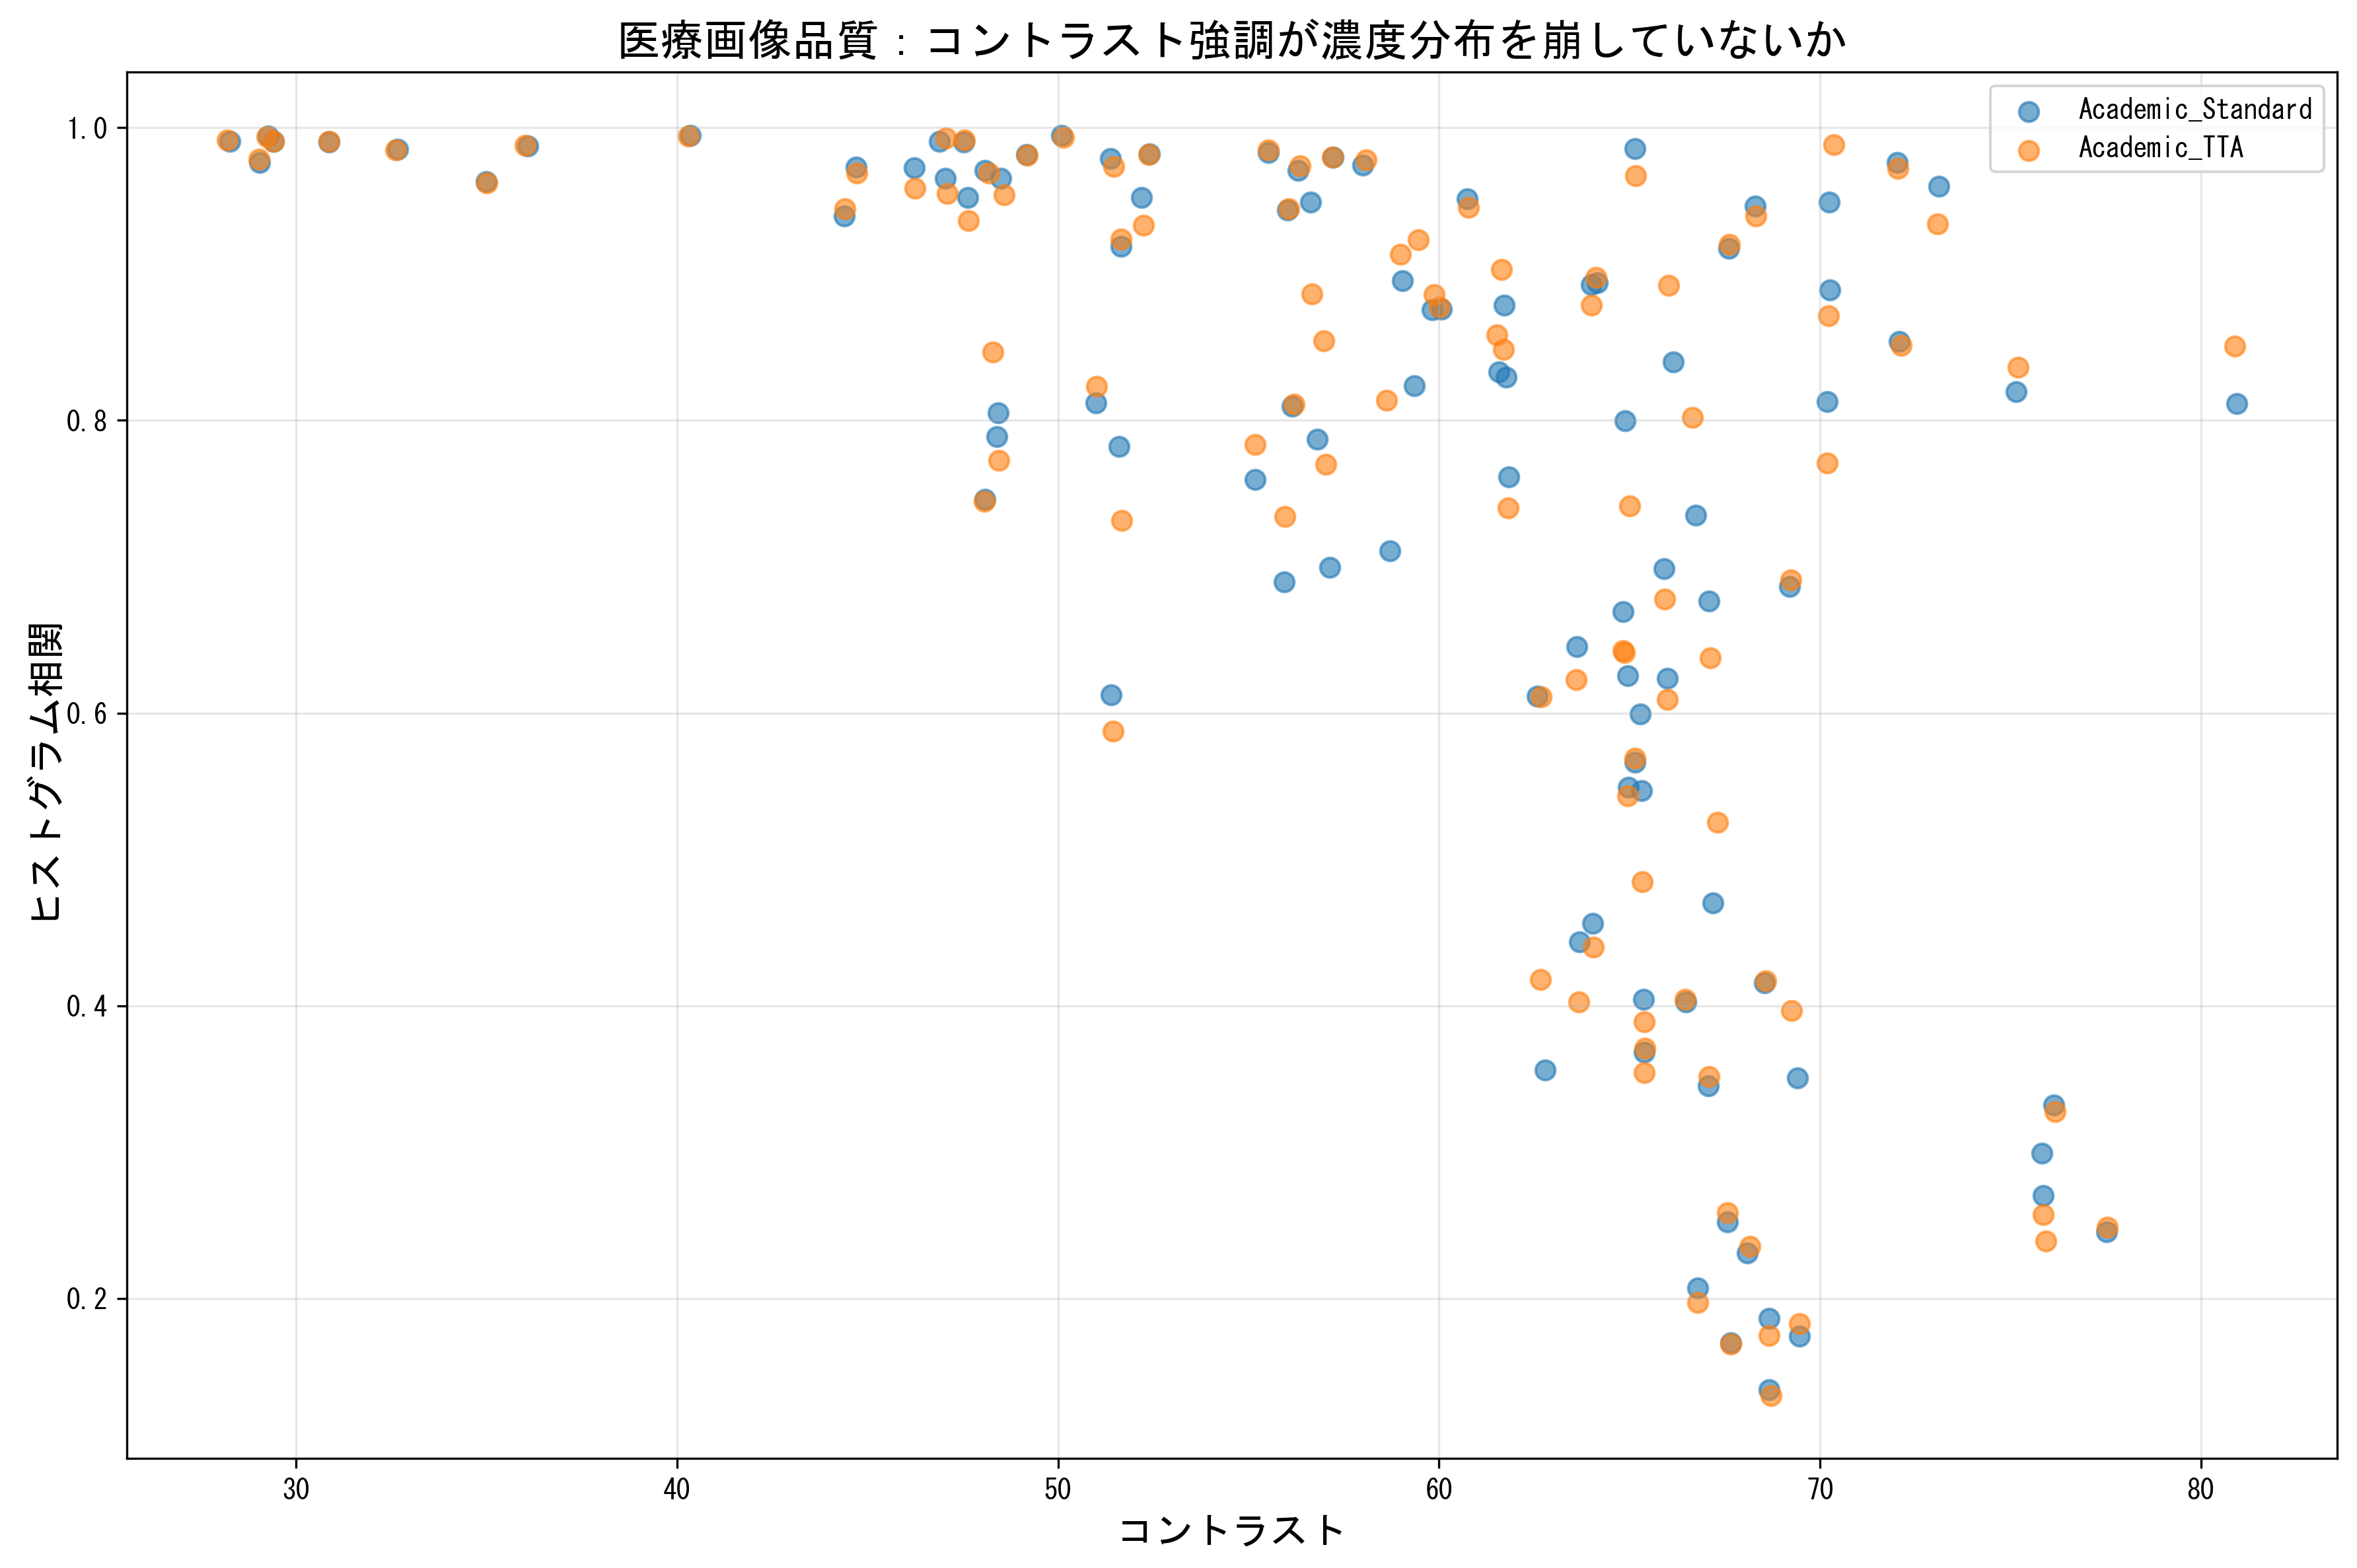 医療画像品質：コントラスト強調が濃度分布を崩していないか
Academic_Standard
Academic_TTA
ヒストグラム相関
1.0
0.8
0.6
0.4
0.2
30
40
50
60
70
80
コントラスト